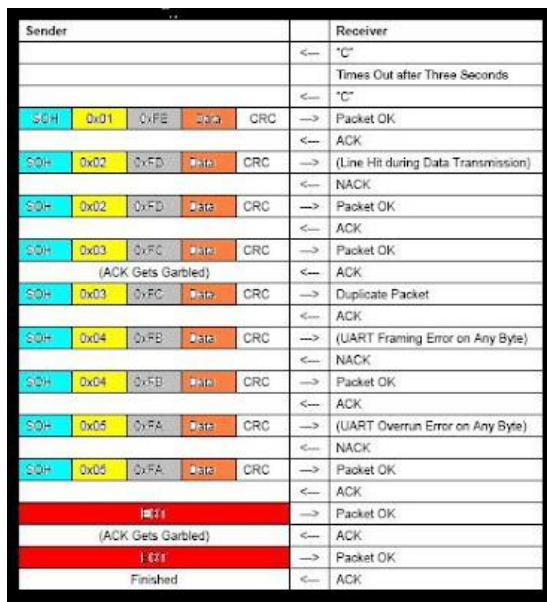 Sender Receiver
<--- "C"
Times Out after Three Seconds
<--- "C"
SOH 0x01 0xFE Data CRC ---> Packet OK
<--- ACK
SOH 0x02 0xFD Data CRC ---> (Line Hit during Data Transmission)
<--- NACK
SOH 0x02 0xFD Data CRC ---> Packet OK
<--- ACK
SOH 0x03 0xFC Data CRC ---> Packet OK
(ACK Gets Garbled) <--- ACK
SOH 0x03 0xFC Data CRC ---> Duplicate Packet
<--- ACK
SOH 0x04 0xFB Data CRC ---> (UART Framing Error on Any Byte)
<--- NACK
SOH 0x04 0xFB Data CRC ---> Packet OK
<--- ACK
SOH 0x05 0xFA Data CRC ---> (UART Overrun Error on Any Byte)
<--- NACK
SOH 0x05 0xFA Data CRC ---> Packet OK
<--- ACK
EOT ---> Packet OK
(ACK Gets Garbled) <--- ACK
EOT ---> Packet OK
Finished <--- ACK